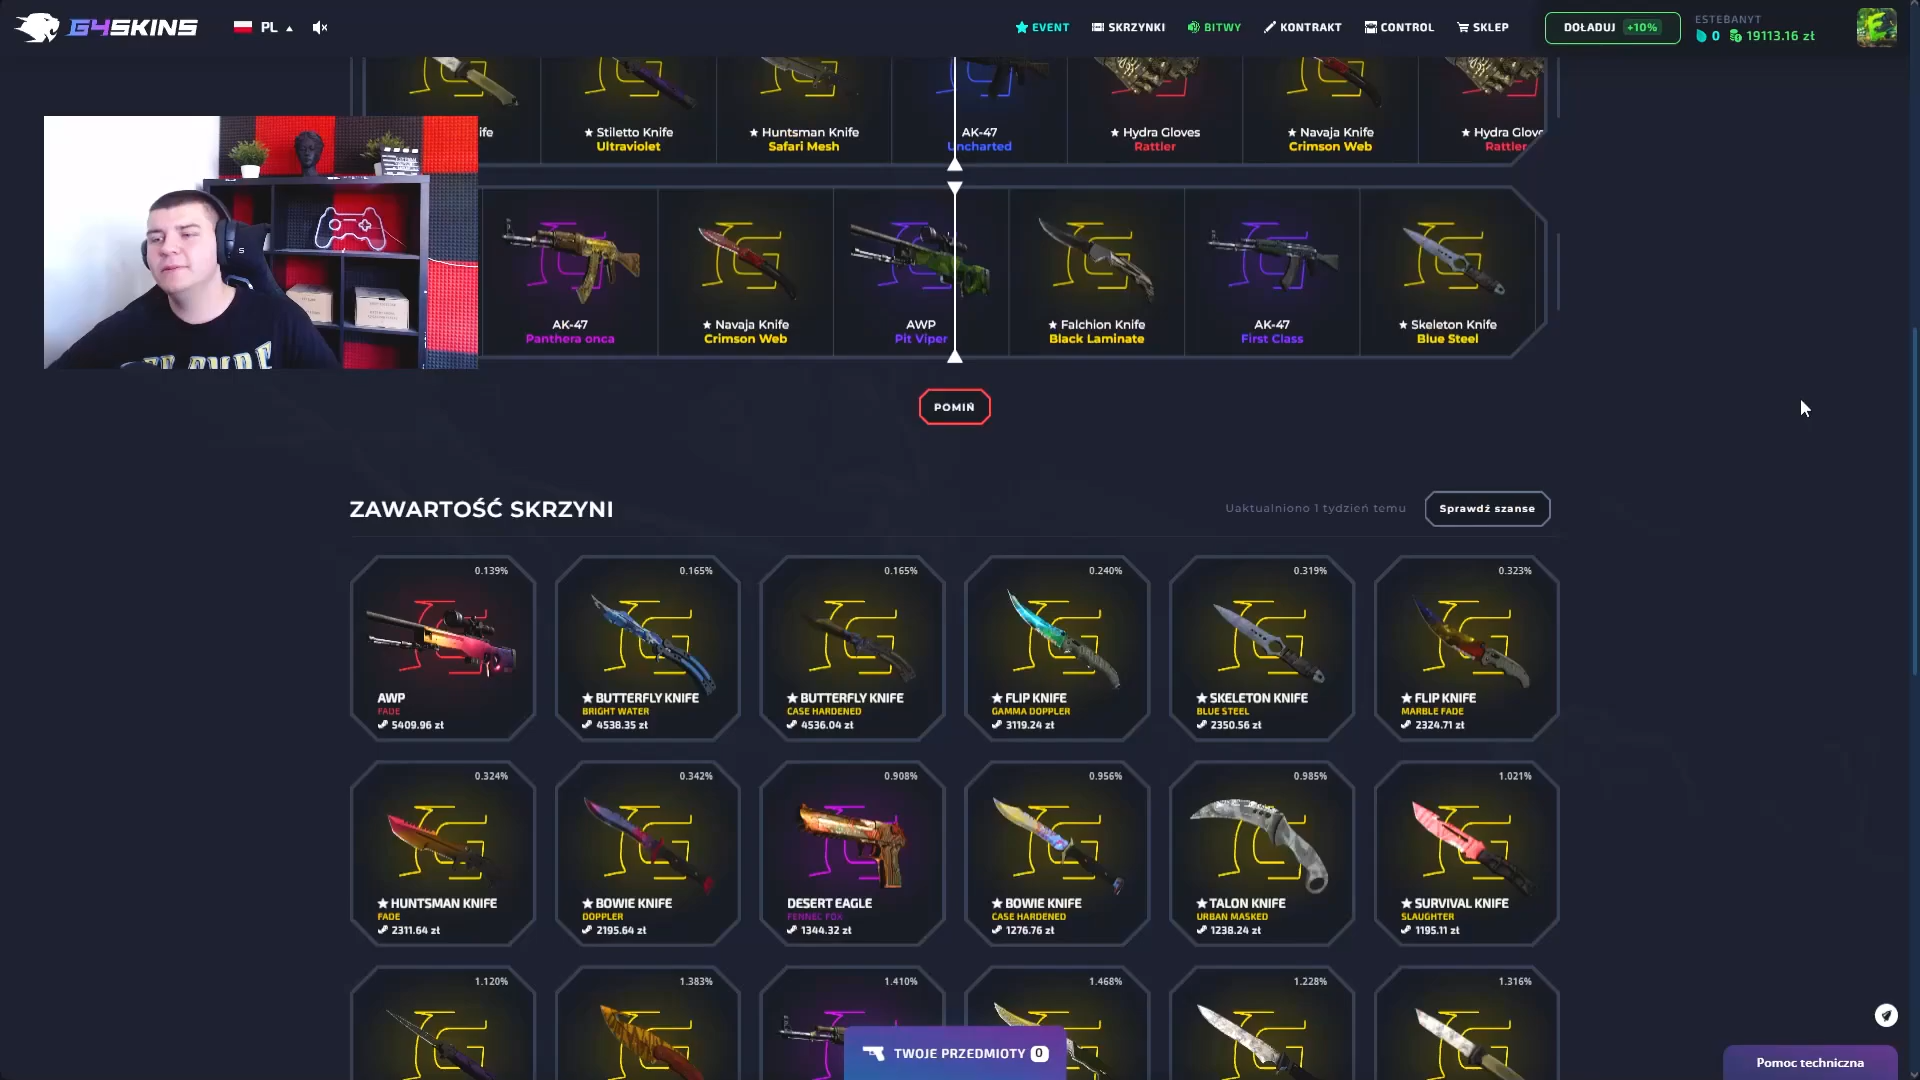 G4SKINS
PL
EVENT
SKRZYNKI
BITWY
KONTRAKT
CONTROL
SKLEP
DOŁADUJ +10%
ESTEBANYT
0 19113.16 zł
ife
★ Stiletto Knife
Ultraviolet
★ Huntsman Knife
Safari Mesh
AK-47
Uncharted
★ Hydra Gloves
Rattler
★ Navaja Knife
Crimson Web
★ Hydra Glov
Rattler
AK-47
Panthera onca
★ Navaja Knife
Crimson Web
AWP
Pit Viper
★ Falchion Knife
Black Laminate
AK-47
First Class
★ Skeleton Knife
Blue Steel
POMIŃ
ZAWARTOŚĆ SKRZYNI
Uaktualniono 1 tydzień temu
Sprawdź szanse
0.139%
AWP
FADE
5409.96 zł
0.165%
★ BUTTERFLY KNIFE
BRIGHT WATER
4538.35 zł
0.165%
★ BUTTERFLY KNIFE
CASE HARDENED
4536.04 zł
0.240%
★ FLIP KNIFE
GAMMA DOPPLER
3119.24 zł
0.319%
★ SKELETON KNIFE
BLUE STEEL
2350.56 zł
0.323%
★ FLIP KNIFE
MARBLE FADE
2324.71 zł
0.324%
★ HUNTSMAN KNIFE
FADE
2311.64 zł
0.342%
★ BOWIE KNIFE
DOPPLER
2195.64 zł
0.908%
DESERT EAGLE
FENNEC FOX
1344.32 zł
0.956%
★ BOWIE KNIFE
CASE HARDENED
1276.76 zł
0.985%
★ TALON KNIFE
URBAN MASKED
1238.24 zł
1.021%
★ SURVIVAL KNIFE
SLAUGHTER
1195.11 zł
1.120%
1.383%
1.410%
1.468%
1.228%
1.316%
TWOJE PRZEDMIOTY 0
Pomoc techniczna